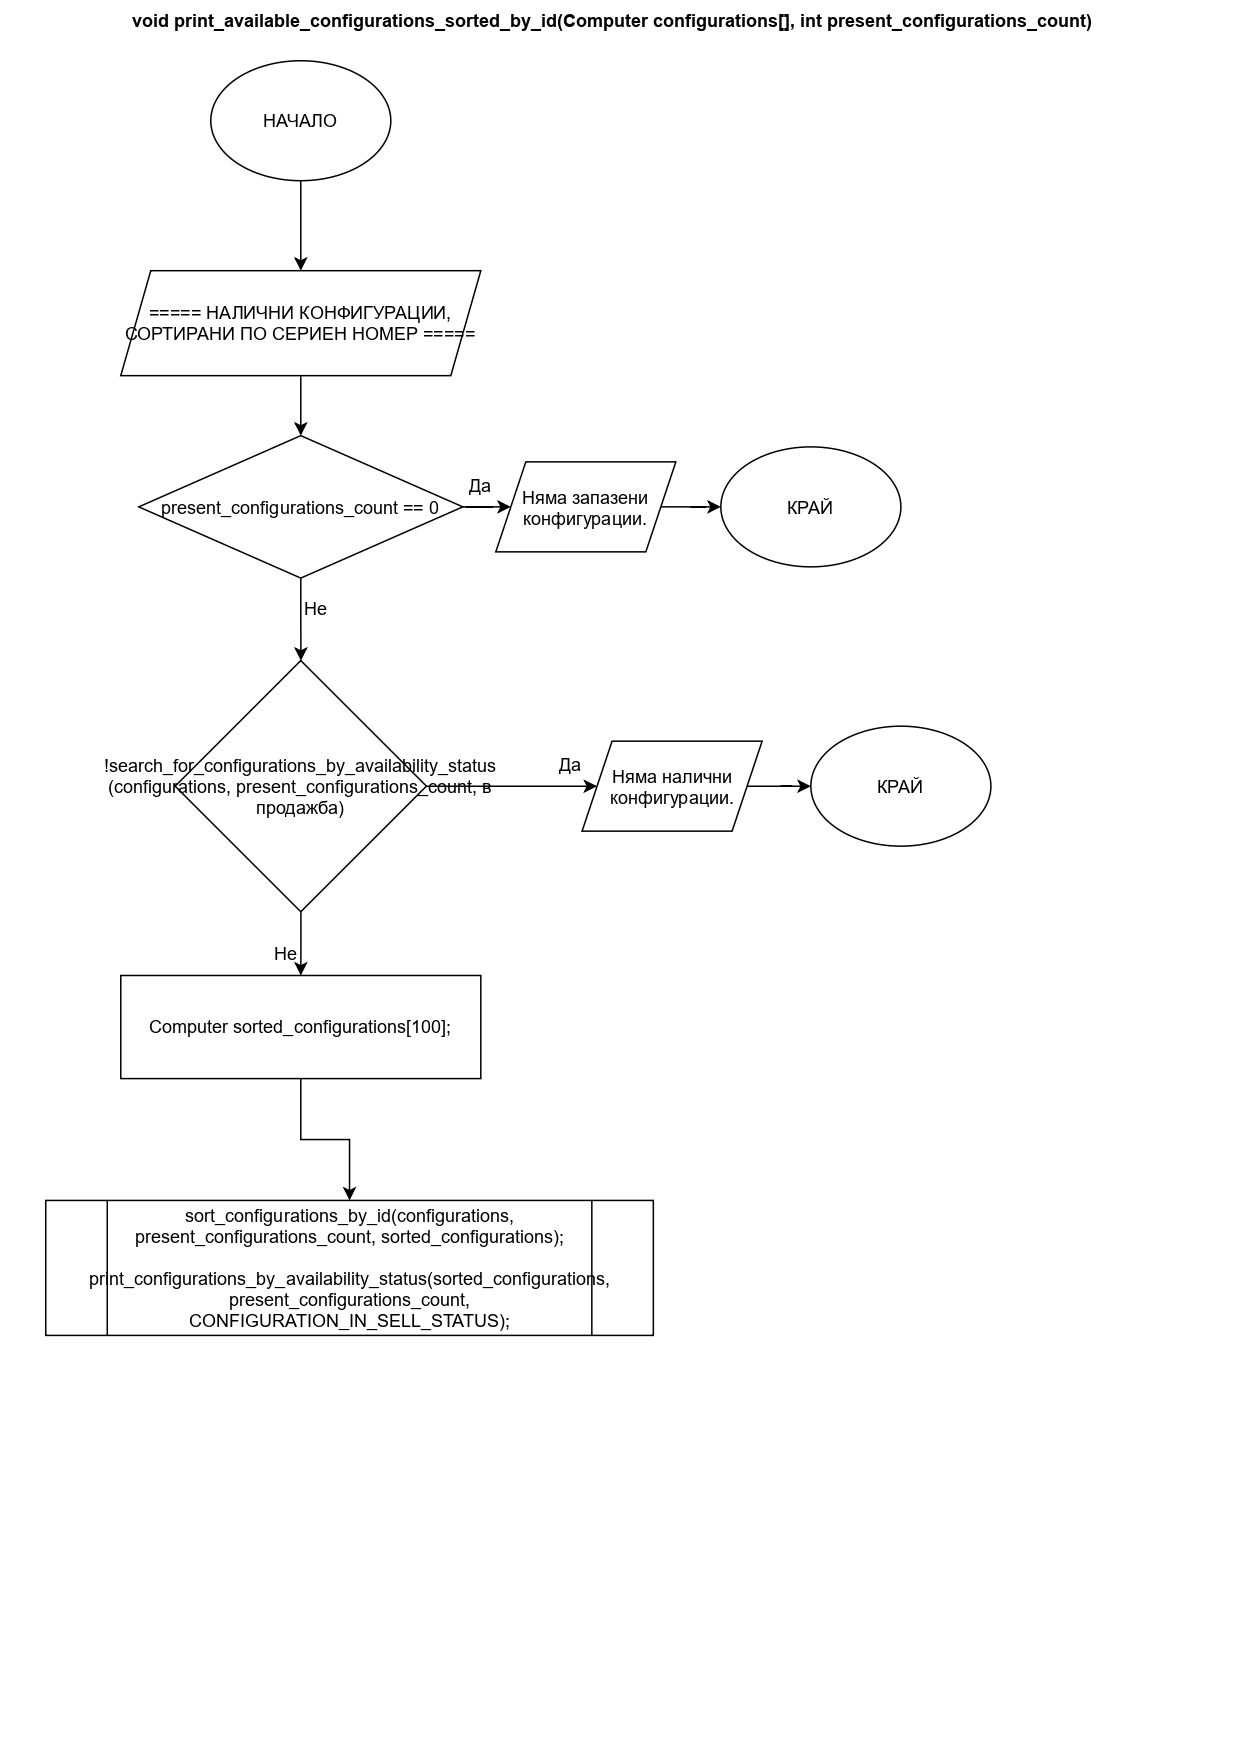 void print_available_configurations_sorted_by_id(Computer configurations[], int present_configurations_count)
НАЧАЛО
===== НАЛИЧНИ КОНФИГУРАЦИИ,
СОРТИРАНИ ПО СЕРИЕН НОМЕР =====
present_configurations_count == 0
Да
Няма запазени
конфигурации.
КРАЙ
Не
!search_for_configurations_by_availability_status
(configurations, present_configurations_count, в
продажба)
Да
Няма налични
конфигурации.
КРАЙ
Не
Computer sorted_configurations[100];
sort_configurations_by_id(configurations,
present_configurations_count, sorted_configurations);
print_configurations_by_availability_status(sorted_configurations,
present_configurations_count,
CONFIGURATION_IN_SELL_STATUS);